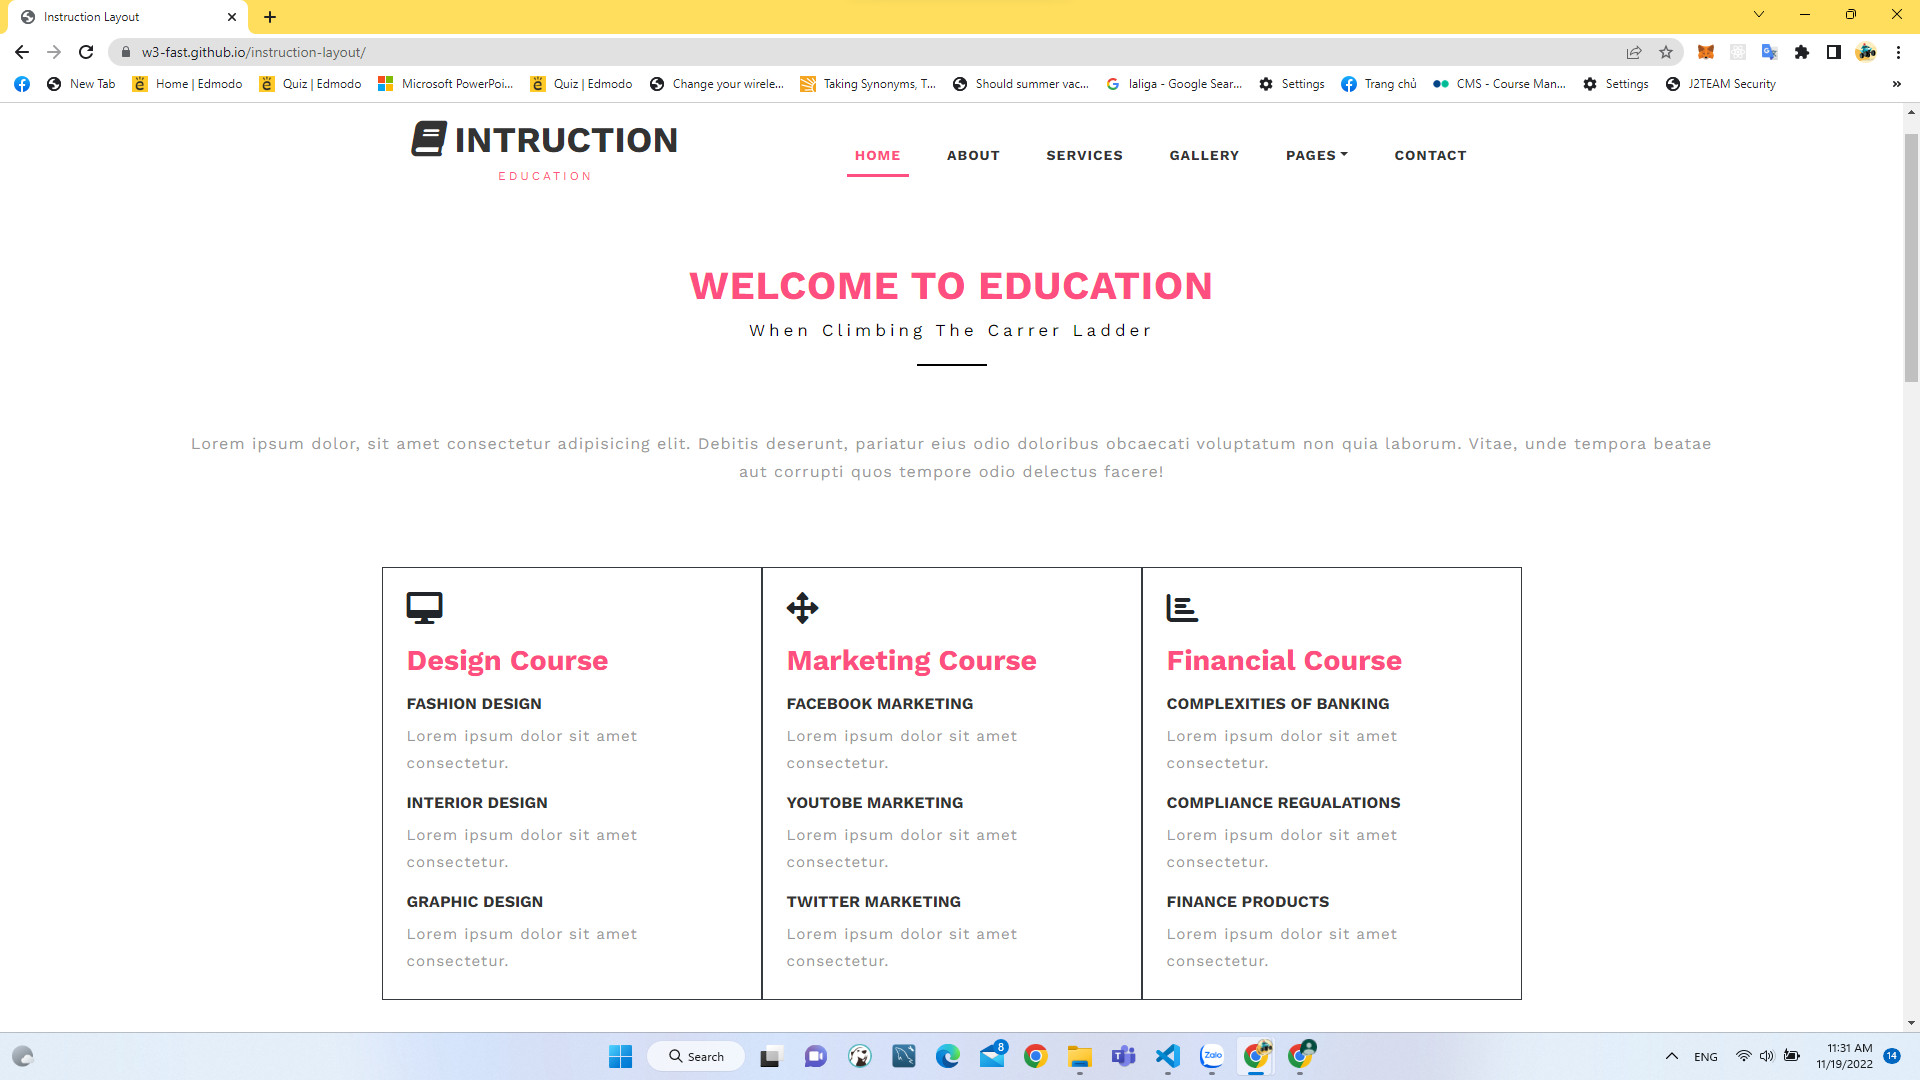 Instruction Layout
w3-fast.github.io/instruction-layout/
New Tab
Home | Edmodo
Quiz | Edmodo
Microsoft PowerPoi...
Quiz | Edmodo
Change your wirele...
Taking Synonyms, T...
Should summer vac...
laliga - Google Sear...
Settings
Trang chủ
CMS - Course Man...
Settings
J2TEAM Security
»
INTRUCTION
EDUCATION
HOME
ABOUT
SERVICES
GALLERY
PAGES
CONTACT
WELCOME TO EDUCATION
When Climbing The Carrer Ladder
Lorem ipsum dolor, sit amet consectetur adipisicing elit. Debitis deserunt, pariatur eius odio doloribus obcaecati voluptatum non quia laborum. Vitae, unde tempora beatae
aut corrupti quos tempore odio delectus facere!
Design Course
FASHION DESIGN
Lorem ipsum dolor sit amet
consectetur.
INTERIOR DESIGN
Lorem ipsum dolor sit amet
consectetur.
GRAPHIC DESIGN
Lorem ipsum dolor sit amet
consectetur.
Marketing Course
FACEBOOK MARKETING
Lorem ipsum dolor sit amet
consectetur.
YOUTOBE MARKETING
Lorem ipsum dolor sit amet
consectetur.
TWITTER MARKETING
Lorem ipsum dolor sit amet
consectetur.
Financial Course
COMPLEXITIES OF BANKING
Lorem ipsum dolor sit amet
consectetur.
COMPLIANCE REGUALATIONS
Lorem ipsum dolor sit amet
consectetur.
FINANCE PRODUCTS
Lorem ipsum dolor sit amet
consectetur.
Search
8
Zalo
ENG
11:31 AM
11/19/2022
14